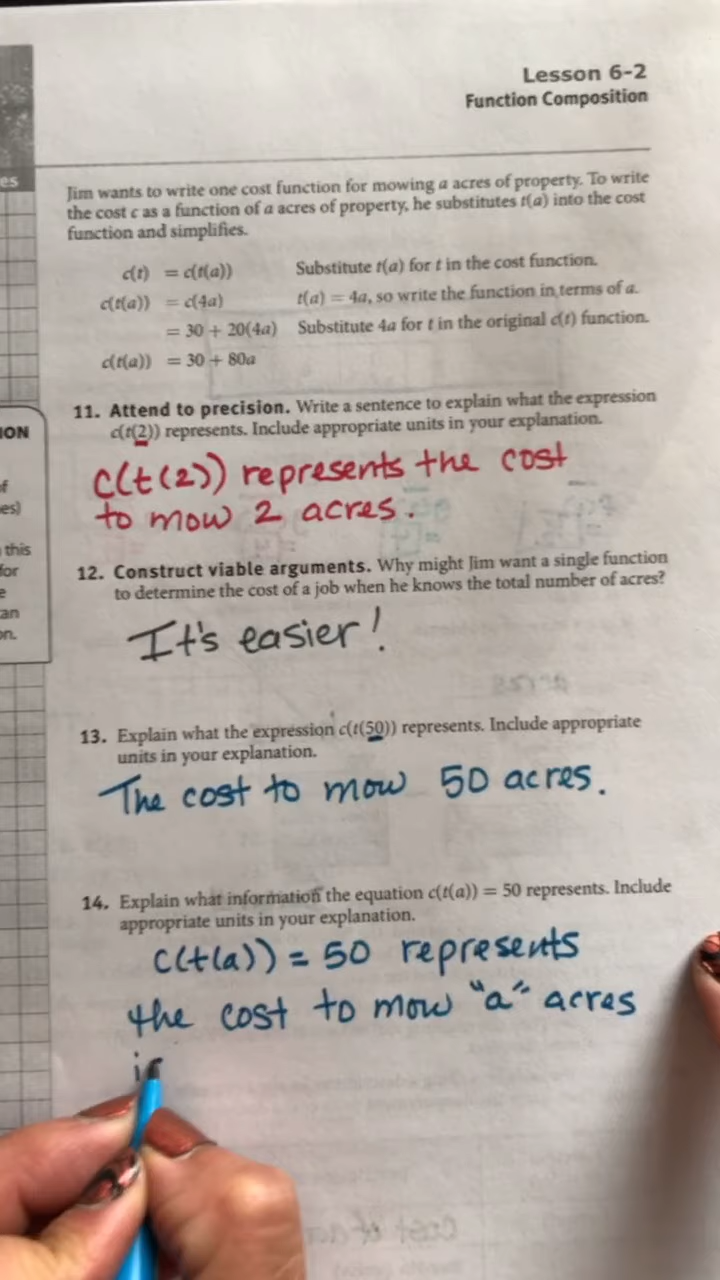 Lesson 6-2
Function Composition
es
Jim wants to write one cost function for mowing a acres of property. To write
the cost c as a function of a acres of property, he substitutes t(a) into the cost
function and simplifies.
c(t) = c(t(a)) Substitute t(a) for t in the cost function.
c(t(a)) = c(4a) t(a) = 4a, so write the function in terms of a.
= 30 + 20(4a) Substitute 4a for t in the original c(t) function.
c(t(a)) = 30 + 80a
11. Attend to precision. Write a sentence to explain what the expression
c(t(2)) represents. Include appropriate units in your explanation.
C(t(2)) represents the cost
to mow 2 acres.
ION
f
es)
this
for
e
an
on.
12. Construct viable arguments. Why might Jim want a single function
to determine the cost of a job when he knows the total number of acres?
It's easier!
13. Explain what the expression c(t(50)) represents. Include appropriate
units in your explanation.
The cost to mow 50 acres.
14. Explain what information the equation c(t(a)) = 50 represents. Include
appropriate units in your explanation.
C(t(a)) = 50 represents
the cost to mow "a" acres
i